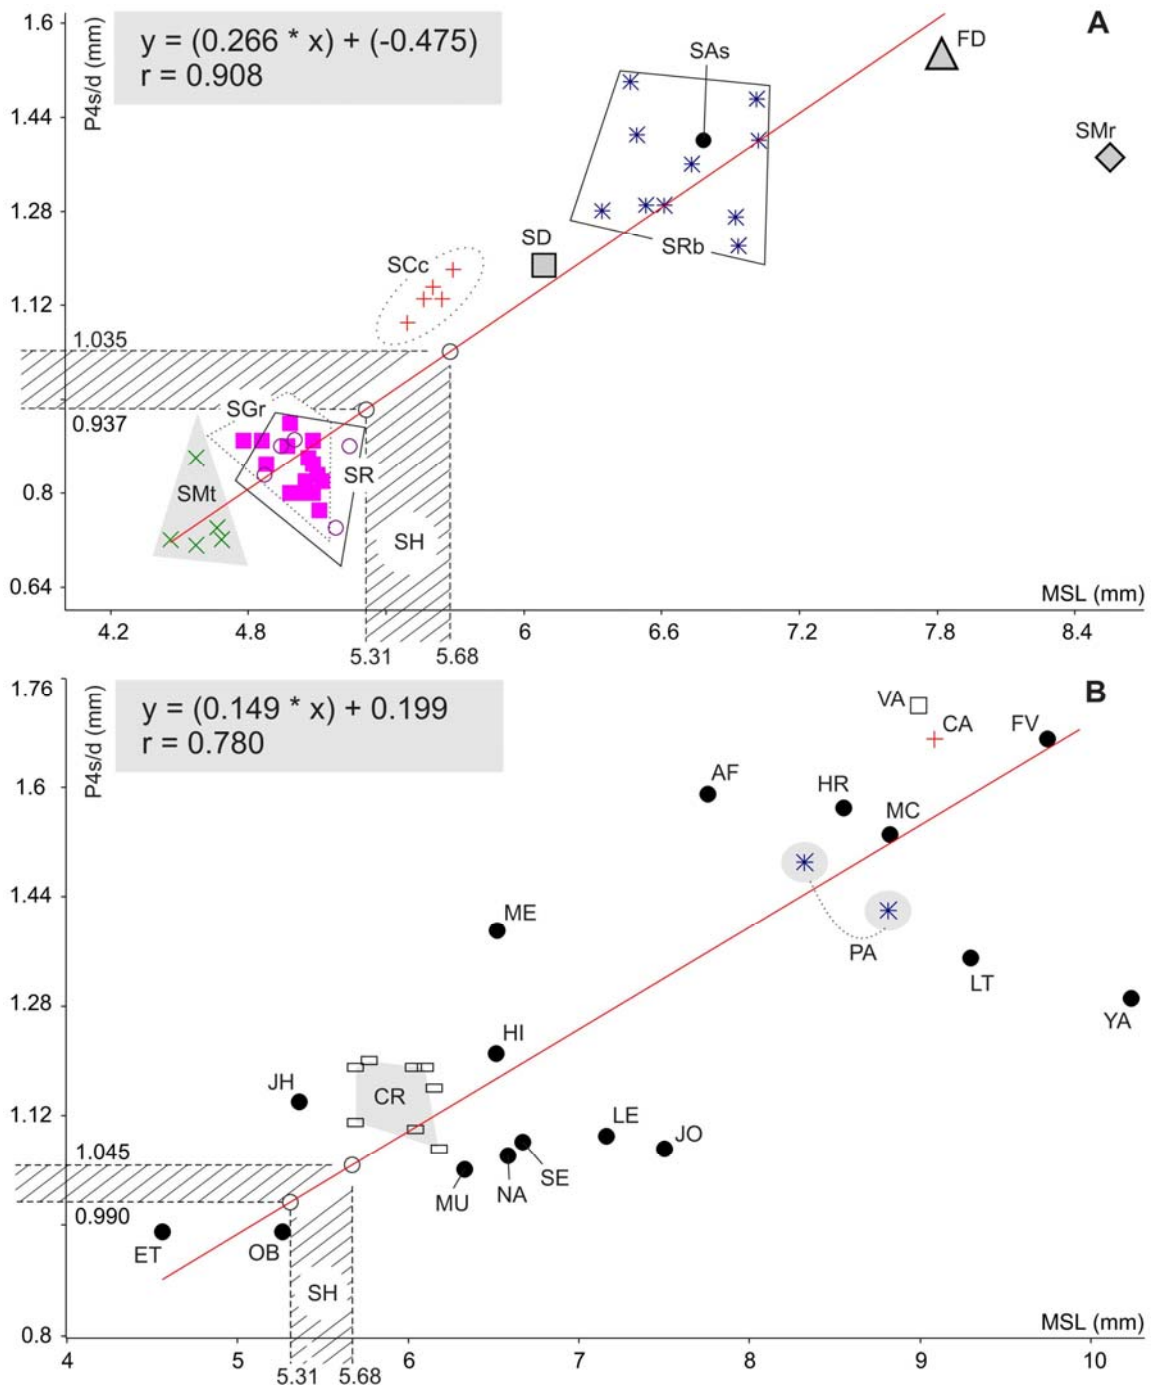 A
y = (0.266 * x) + (-0.475)
r = 0.908
P4s/d (mm)
1.6
1.44
1.28
1.12
0.8
0.64
1.035
0.937
FD
SMr
SAs
SRb
SD
SCc
SGr
SR
SMt
SH
MSL (mm)
4.2 4.8 6 6.6 7.2 7.8 8.4
5.31 5.68
B
y = (0.149 * x) + 0.199
r = 0.780
P4s/d (mm)
1.76
1.6
1.44
1.28
1.12
0.8
1.045
0.990
VA
CA
FV
AF
HR
MC
ME
PA
LT
YA
HI
JH
CR
LE
JO
SE
NA
MU
ET
OB
SH
MSL (mm)
4 5 6 7 8 9 10
5.31 5.68